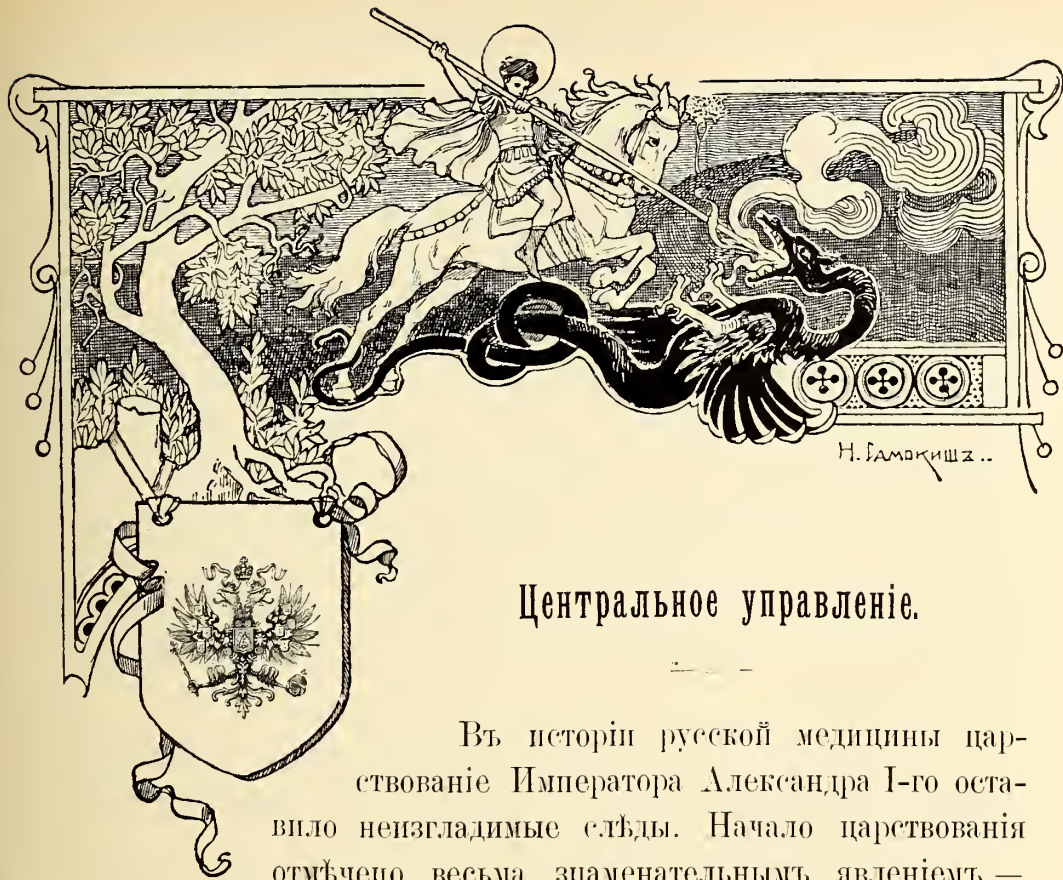 Н. САМОКИШЪ..
Центральное управленіе.
Въ исторіи русской медицины цар-
ствованіе Императора Александра I-го оста-
вило неизгладимые слѣды. Начало царствованія
отмѣчено весьма знаменательнымъ явленіемъ —